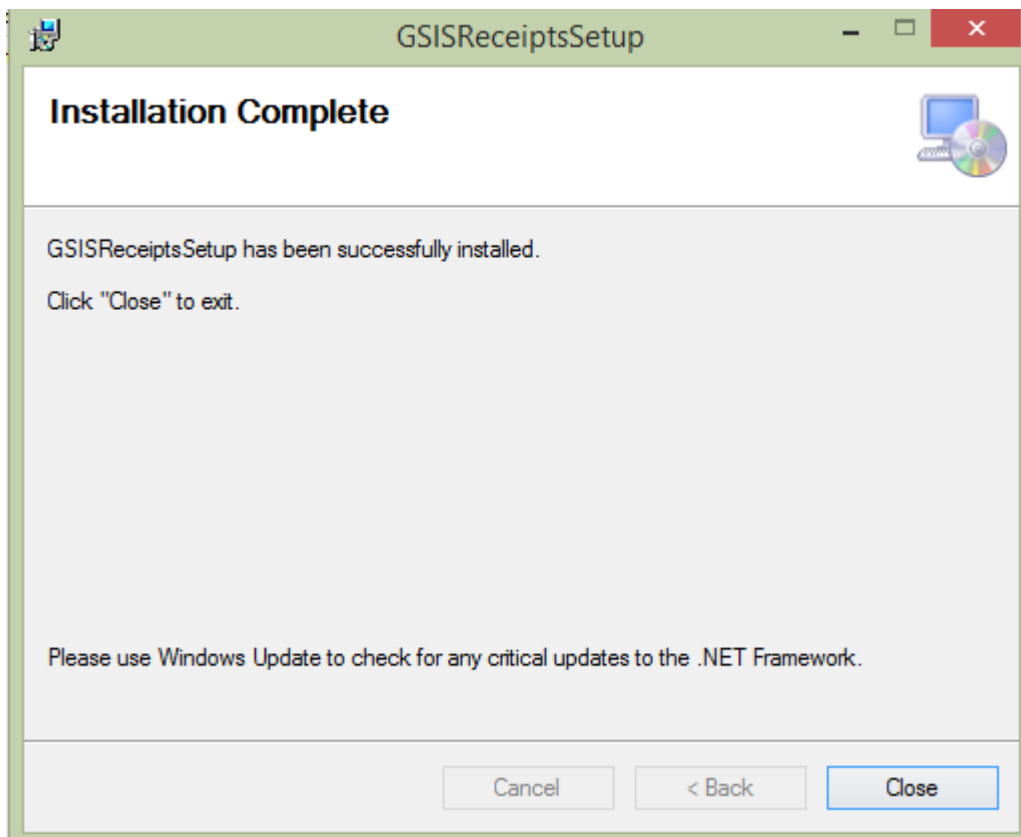 GSISReceiptsSetup
Installation Complete
GSISReceiptsSetup has been successfully installed.
Click "Close" to exit.
Please use Windows Update to check for any critical updates to the .NET Framework.
Cancel
< Back
Close